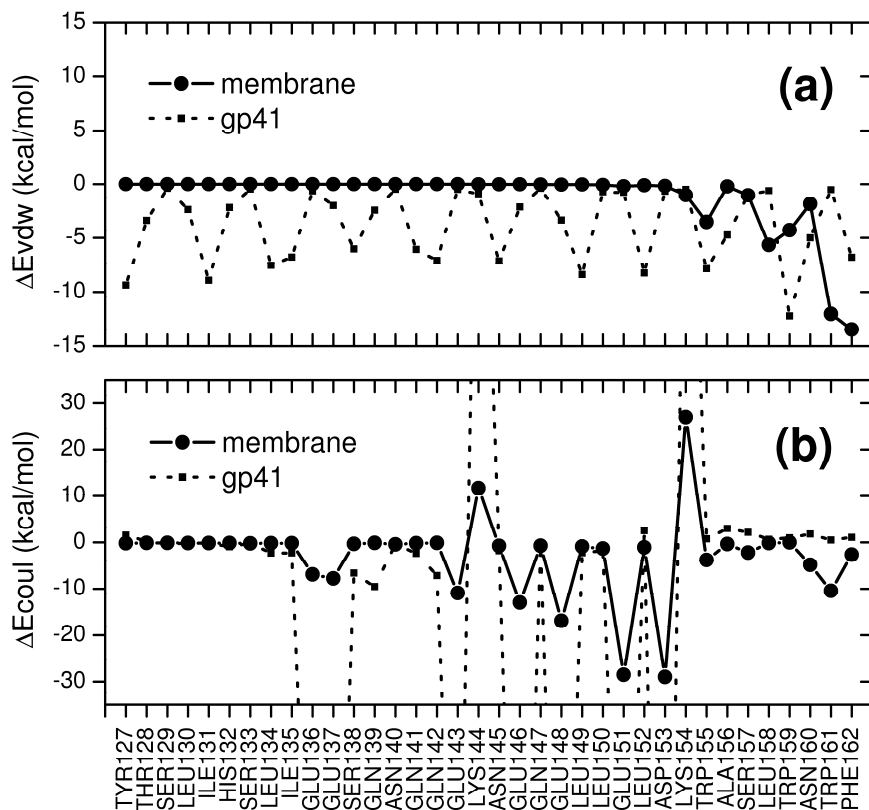 15
10
5
0
-5
-10
-15
ΔEvdw (kcal/mol)
membrane
gp41
(a)
30
20
10
0
-10
-20
-30
ΔEcoul (kcal/mol)
membrane
gp41
(b)
TYR127
THR128
SER129
LEU130
ILE131
HIS132
SER133
LEU134
ILE135
GLU136
GLU137
SER138
GLN139
ASN140
GLN141
GLN142
GLU143
LYS144
ASN145
GLU146
GLN147
GLU148
LEU149
LEU150
GLU151
LEU152
ASP153
LYS154
TRP155
ALA156
SER157
LEU158
TRP159
ASN160
TRP161
PHE162